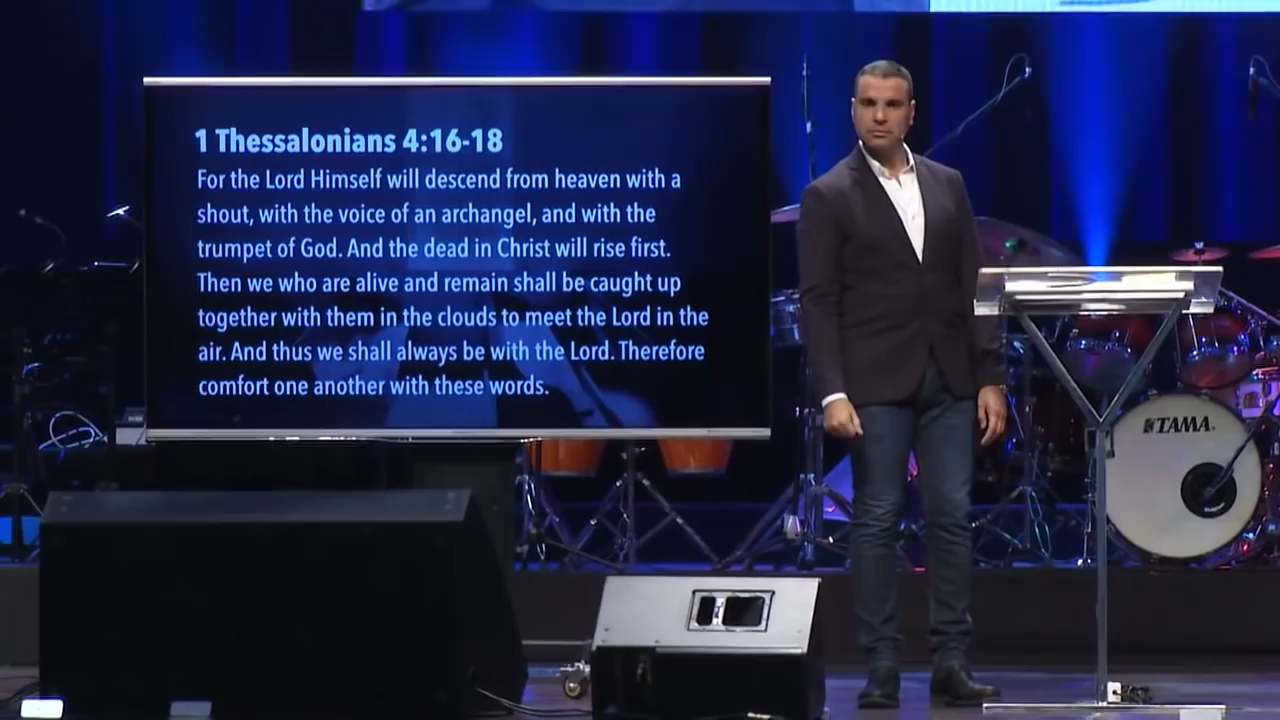 1 Thessalonians 4:16-18
For the Lord Himself will descend from heaven with a
shout, with the voice of an archangel, and with the
trumpet of God. And the dead in Christ will rise first.
Then we who are alive and remain shall be caught up
together with them in the clouds to meet the Lord in the
air. And thus we shall always be with the Lord. Therefore
comfort one another with these words.
TAMA